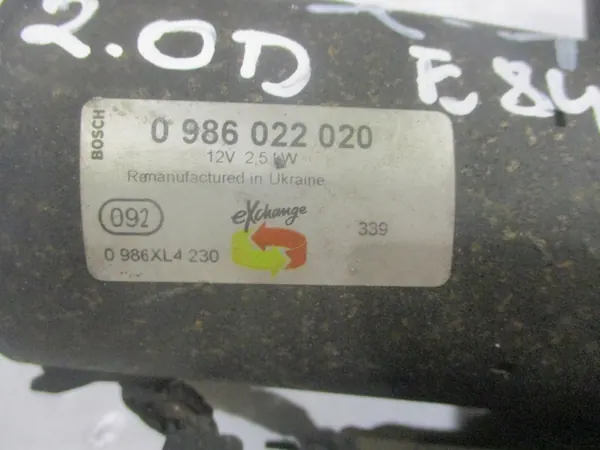 2.0D E84
BOSCH
0 986 022 020
12V 2,5 kW
Remanufactured in Ukraine
092
eXchange
339
0 986XL4 230